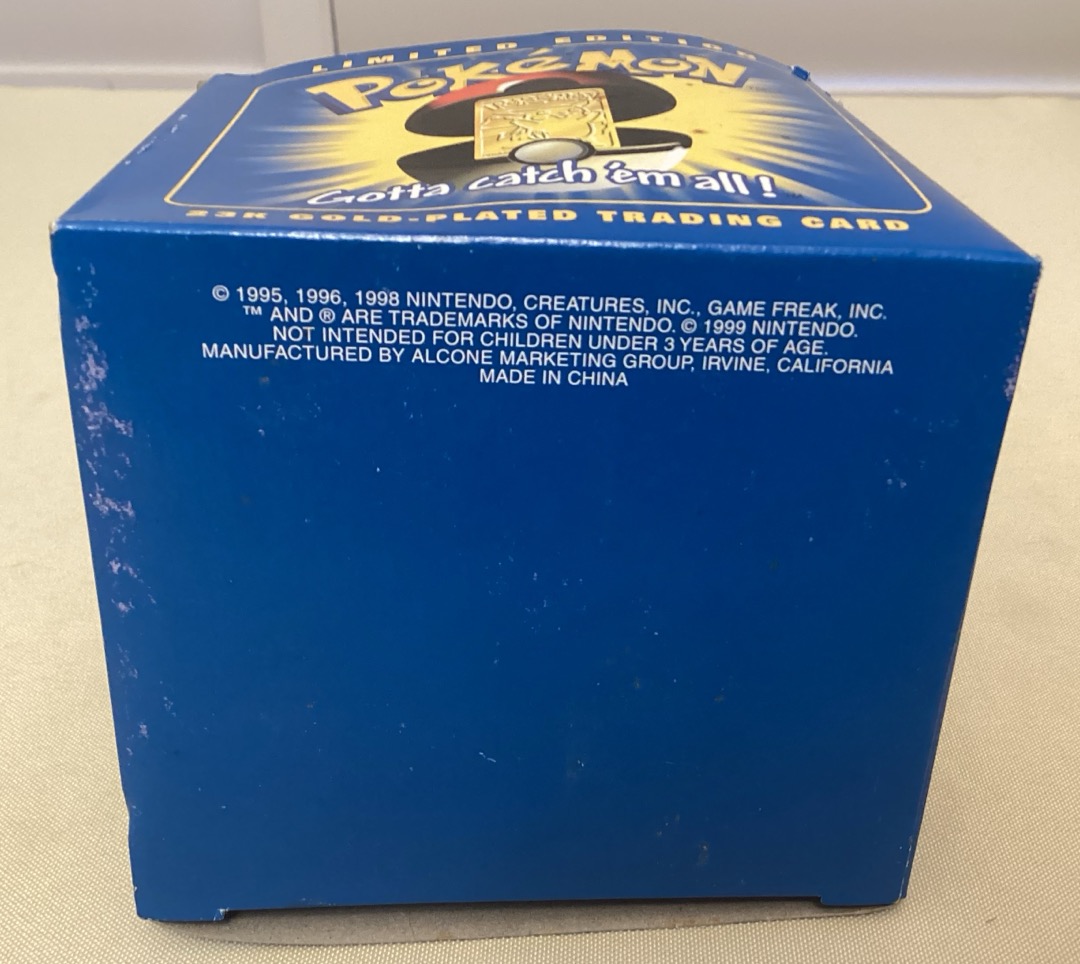 LIMITED EDITION
POKéMON
Gotta catch 'em all!
23K GOLD-PLATED TRADING CARD
© 1995, 1996, 1998 NINTENDO, CREATURES, INC., GAME FREAK, INC.
™ AND ® ARE TRADEMARKS OF NINTENDO. © 1999 NINTENDO.
NOT INTENDED FOR CHILDREN UNDER 3 YEARS OF AGE.
MANUFACTURED BY ALCONE MARKETING GROUP, IRVINE, CALIFORNIA
MADE IN CHINA